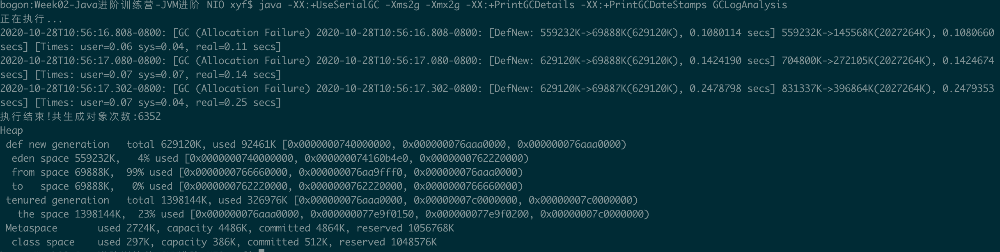 bogon:Week02-Java进阶训练营-JVM进阶 NIO xyf$ java -XX:+UseSerialGC -Xms2g -Xmx2g -XX:+PrintGCDetails -XX:+PrintGCDateStamps GCLogAnalysis
正在执行...
2020-10-28T10:56:16.808-0800: [GC (Allocation Failure) 2020-10-28T10:56:16.808-0800: [DefNew: 559232K->69888K(629120K), 0.1080114 secs] 559232K->145568K(2027264K), 0.1080660
secs] [Times: user=0.06 sys=0.04, real=0.11 secs]
2020-10-28T10:56:17.080-0800: [GC (Allocation Failure) 2020-10-28T10:56:17.080-0800: [DefNew: 629120K->69888K(629120K), 0.1424190 secs] 704800K->272105K(2027264K), 0.1424674
secs] [Times: user=0.07 sys=0.07, real=0.14 secs]
2020-10-28T10:56:17.302-0800: [GC (Allocation Failure) 2020-10-28T10:56:17.302-0800: [DefNew: 629120K->69887K(629120K), 0.2478798 secs] 831337K->396864K(2027264K), 0.2479353
secs] [Times: user=0.07 sys=0.04, real=0.25 secs]
执行结束!共生成对象次数:6352
Heap
 def new generation   total 629120K, used 92461K [0x0000000740000000, 0x000000076aaa0000, 0x000000076aaa0000)
  eden space 559232K,   4% used [0x0000000740000000, 0x000000074160b4e0, 0x0000000762220000)
  from space 69888K,  99% used [0x0000000766660000, 0x000000076aa9fff0, 0x000000076aaa0000)
  to   space 69888K,   0% used [0x0000000762220000, 0x0000000762220000, 0x0000000766660000)
 tenured generation   total 1398144K, used 326976K [0x000000076aaa0000, 0x00000007c0000000, 0x00000007c0000000)
   the space 1398144K,  23% used [0x000000076aaa0000, 0x000000077e9f0150, 0x000000077e9f0200, 0x00000007c0000000)
 Metaspace       used 2724K, capacity 4486K, committed 4864K, reserved 1056768K
  class space    used 297K, capacity 386K, committed 512K, reserved 1048576K